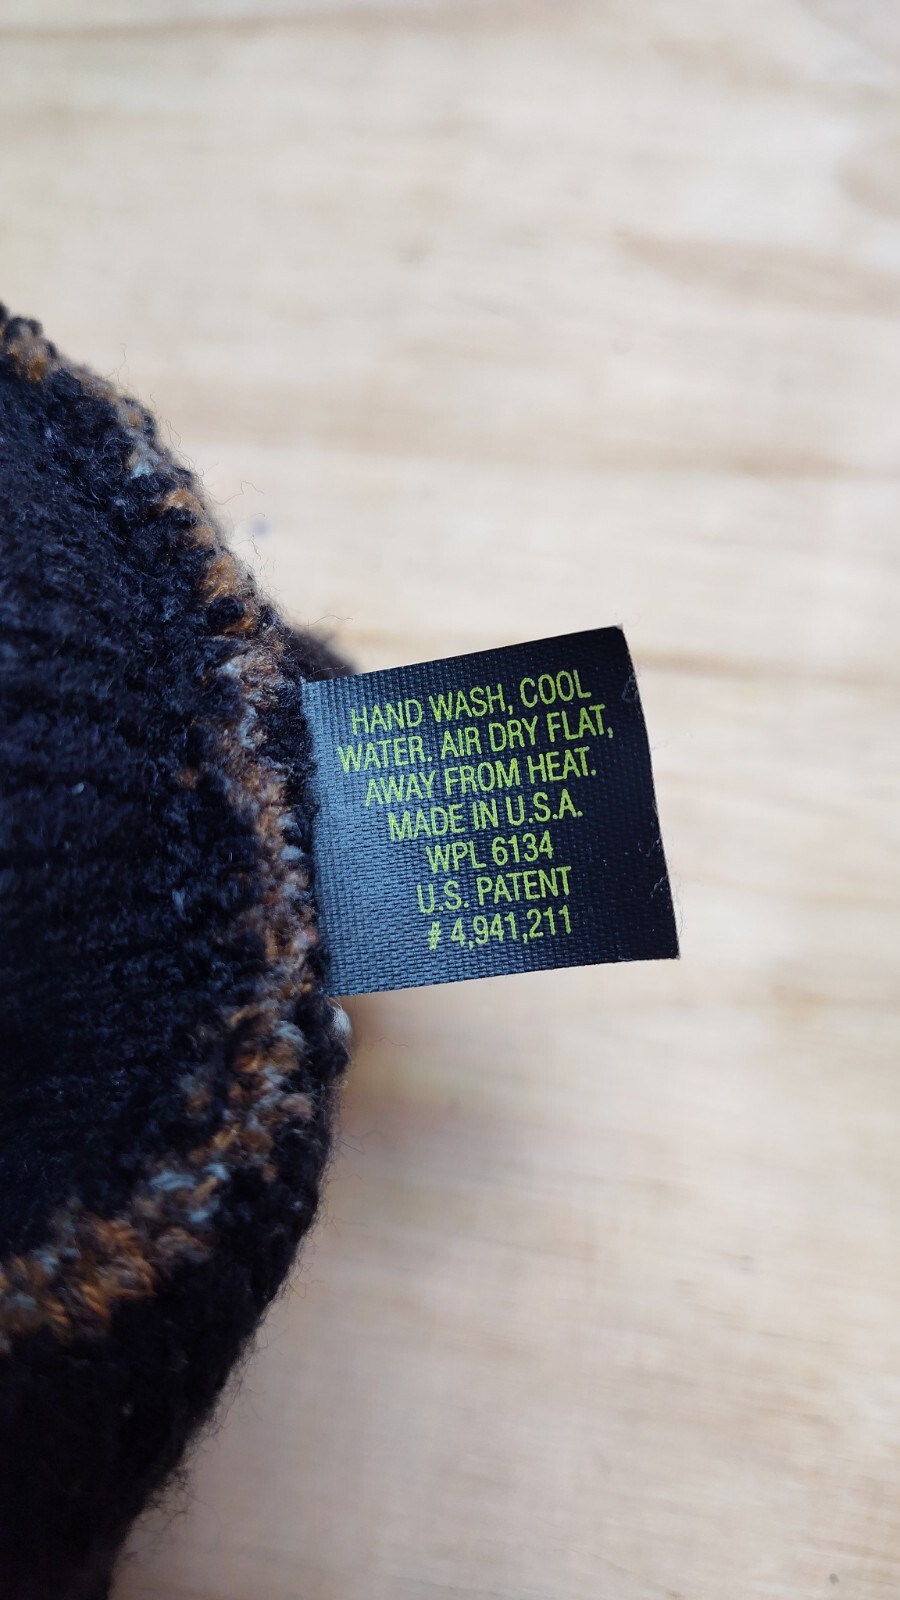 HAND WASH, COOL
WATER. AIR DRY FLAT,
AWAY FROM HEAT.
MADE IN U.S.A.
WPL 6134
U.S. PATENT
# 4,941,211